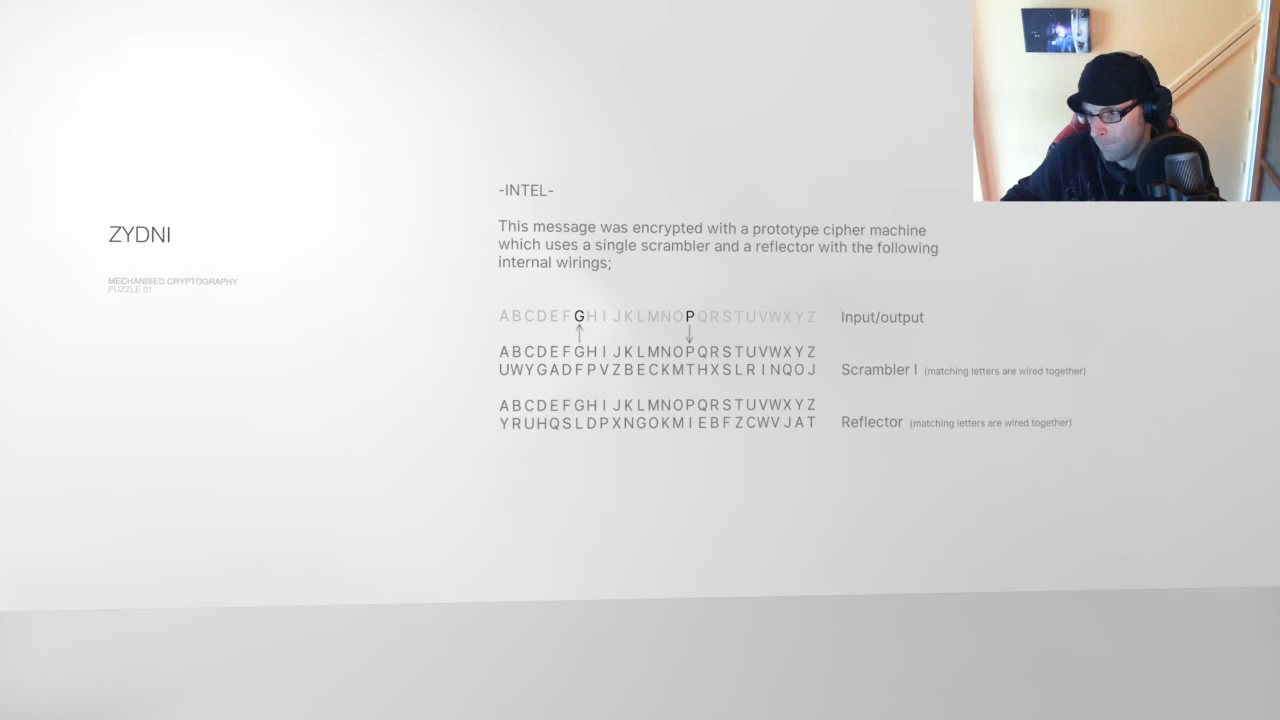 ZYDNI
MECHANISED CRYPTOGRAPHY
PUZZLE 01
-INTEL-
This message was encrypted with a prototype cipher machine
which uses a single scrambler and a reflector with the following
internal wirings;
ABCDEFGHIJKLMNOPQRSTUVWXYZ Input/output
ABCDEFGHIJKLMNOPQRSTUVWXYZ
UWYGADFPVZBECKMTHXSLRINQOJ Scrambler I (matching letters are wired together)
ABCDEFGHIJKLMNOPQRSTUVWXYZ
YRUHQSLDPXNGOKMIEBFZCWVJAT Reflector (matching letters are wired together)